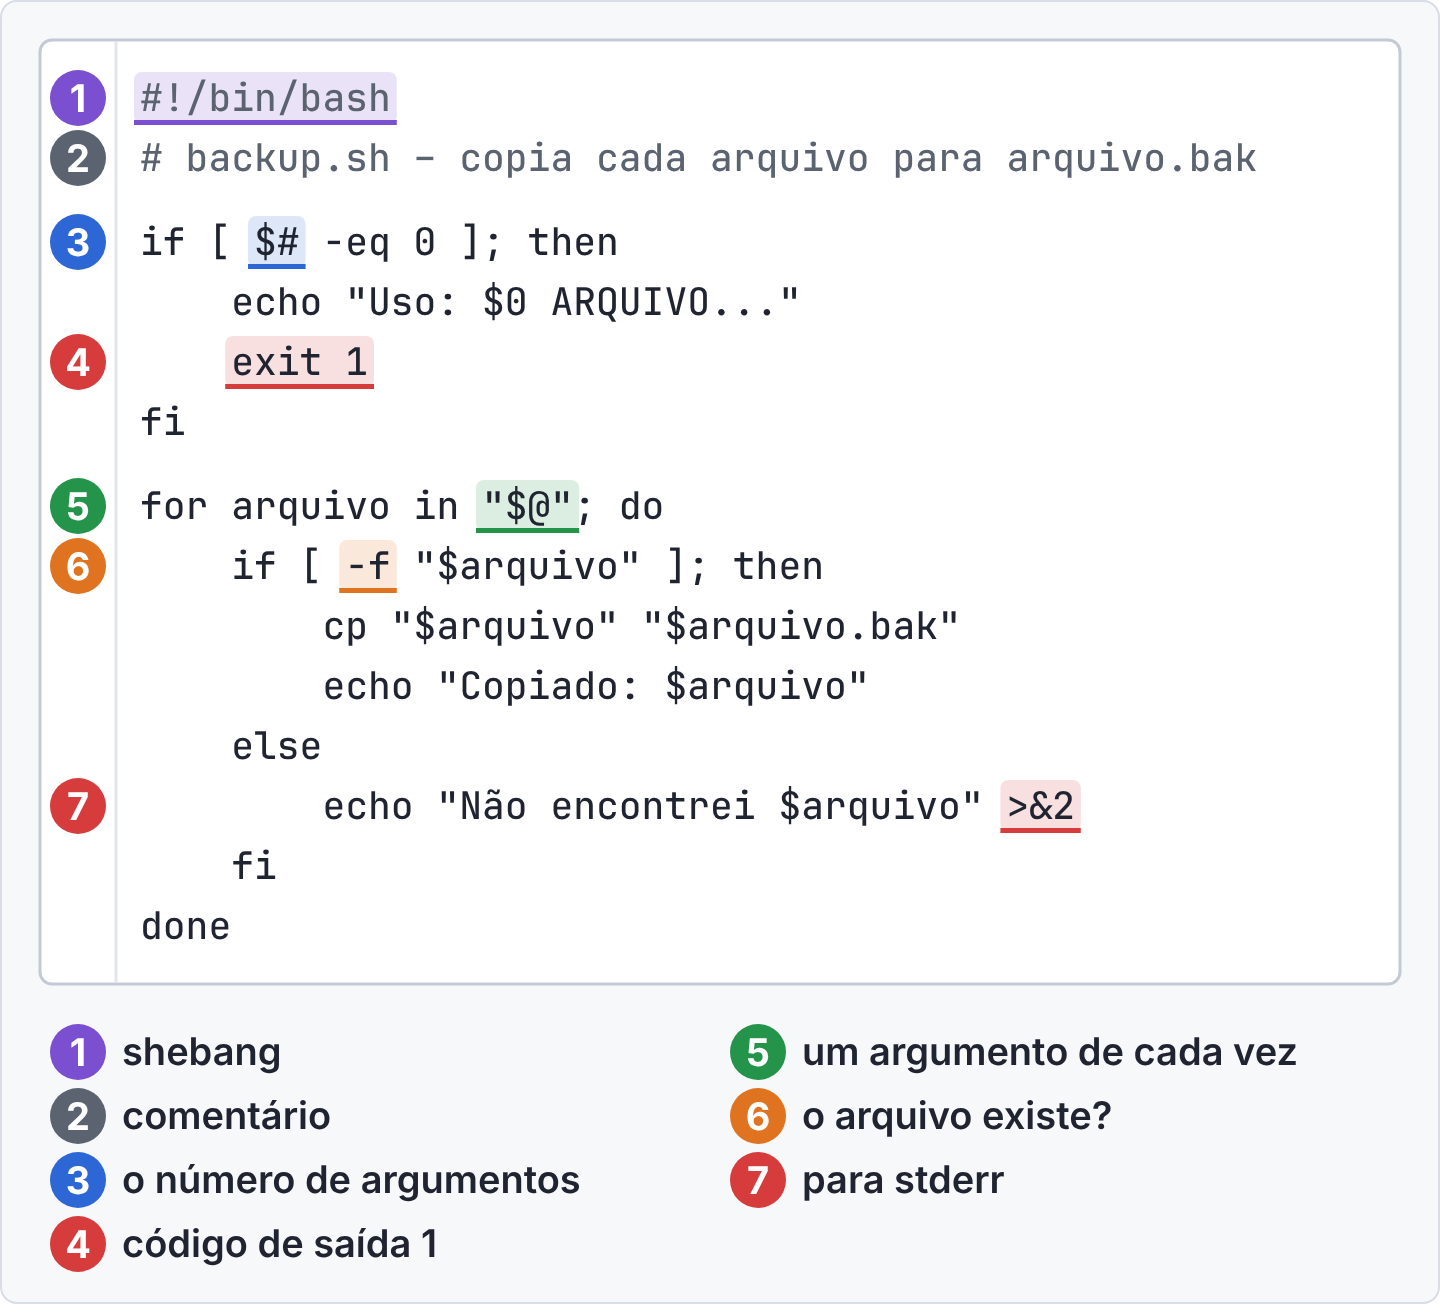 1 #!/bin/bash
2 # backup.sh – copia cada arquivo para arquivo.bak
3 if [ $# -eq 0 ]; then
echo "Uso: $0 ARQUIVO..."
4 exit 1
fi
5 for arquivo in "$@"; do
6 if [ -f "$arquivo" ]; then
cp "$arquivo" "$arquivo.bak"
echo "Copiado: $arquivo"
else
7 echo "Não encontrei $arquivo" >&2
fi
done
1 shebang
2 comentário
3 o número de argumentos
4 código de saída 1
5 um argumento de cada vez
6 o arquivo existe?
7 para stderr